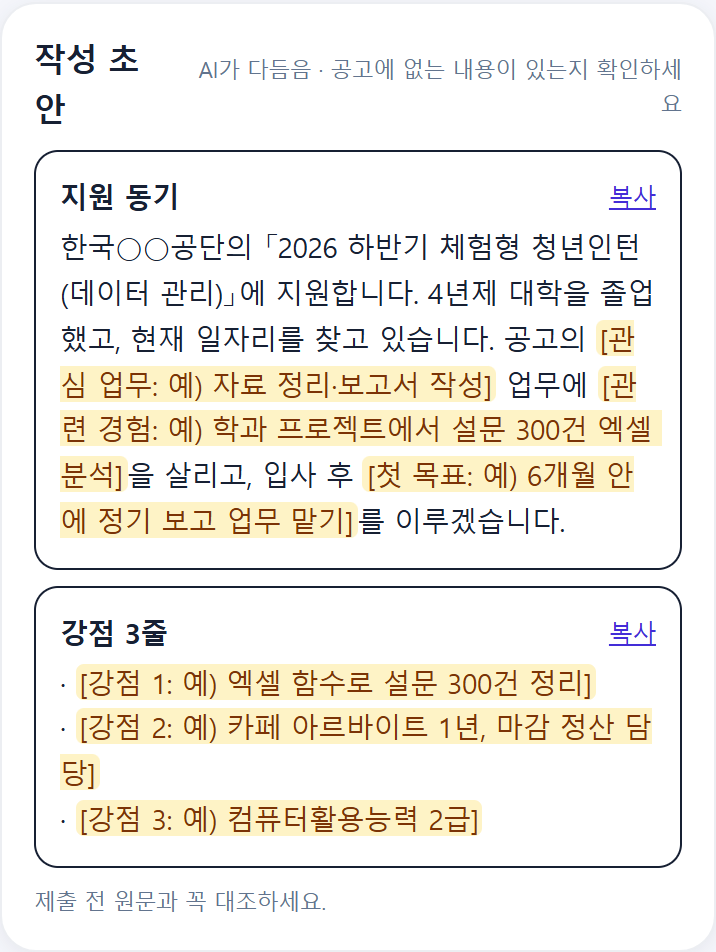 작성 초
안
AI가 다듬음 · 공고에 없는 내용이 있는지 확인하세
요
지원 동기
복사
한국○○공단의 「2026 하반기 체험형 청년인턴
(데이터 관리)」에 지원합니다. 4년제 대학을 졸업
했고, 현재 일자리를 찾고 있습니다. 공고의 [관
심 업무: 예) 자료 정리·보고서 작성] 업무에 [관
련 경험: 예) 학과 프로젝트에서 설문 300건 엑셀
분석]을 살리고, 입사 후 [첫 목표: 예) 6개월 안
에 정기 보고 업무 맡기]를 이루겠습니다.
강점 3줄
복사
· [강점 1: 예) 엑셀 함수로 설문 300건 정리]
· [강점 2: 예) 카페 아르바이트 1년, 마감 정산 담
당]
· [강점 3: 예) 컴퓨터활용능력 2급]
제출 전 원문과 꼭 대조하세요.